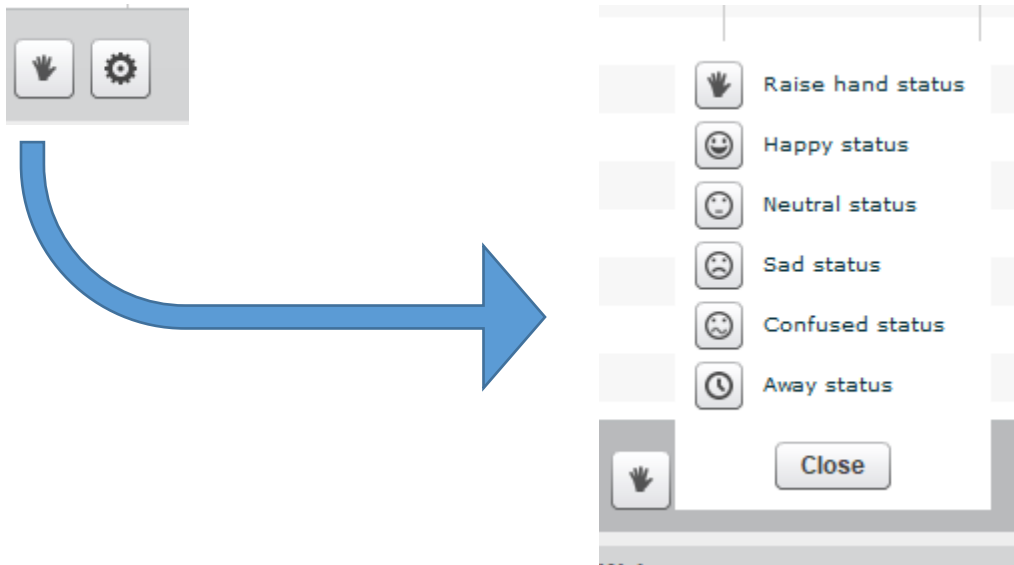 Raise hand status
Happy status
Neutral status
Sad status
Confused status
Away status
Close